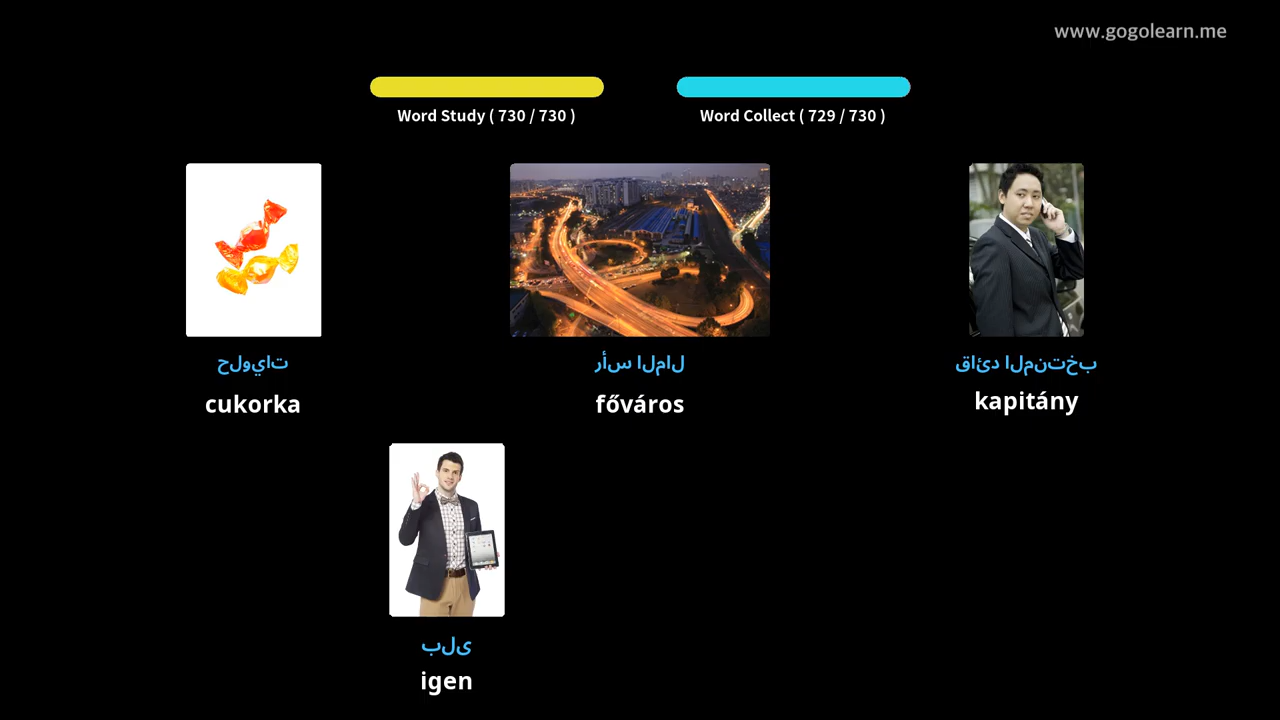 www.gogolearn.me
Word Study ( 730 / 730 )
Word Collect ( 729 / 730 )
حلويات
رأس المال
قائد المنتخب
cukorka
főváros
kapitány
بلى
igen